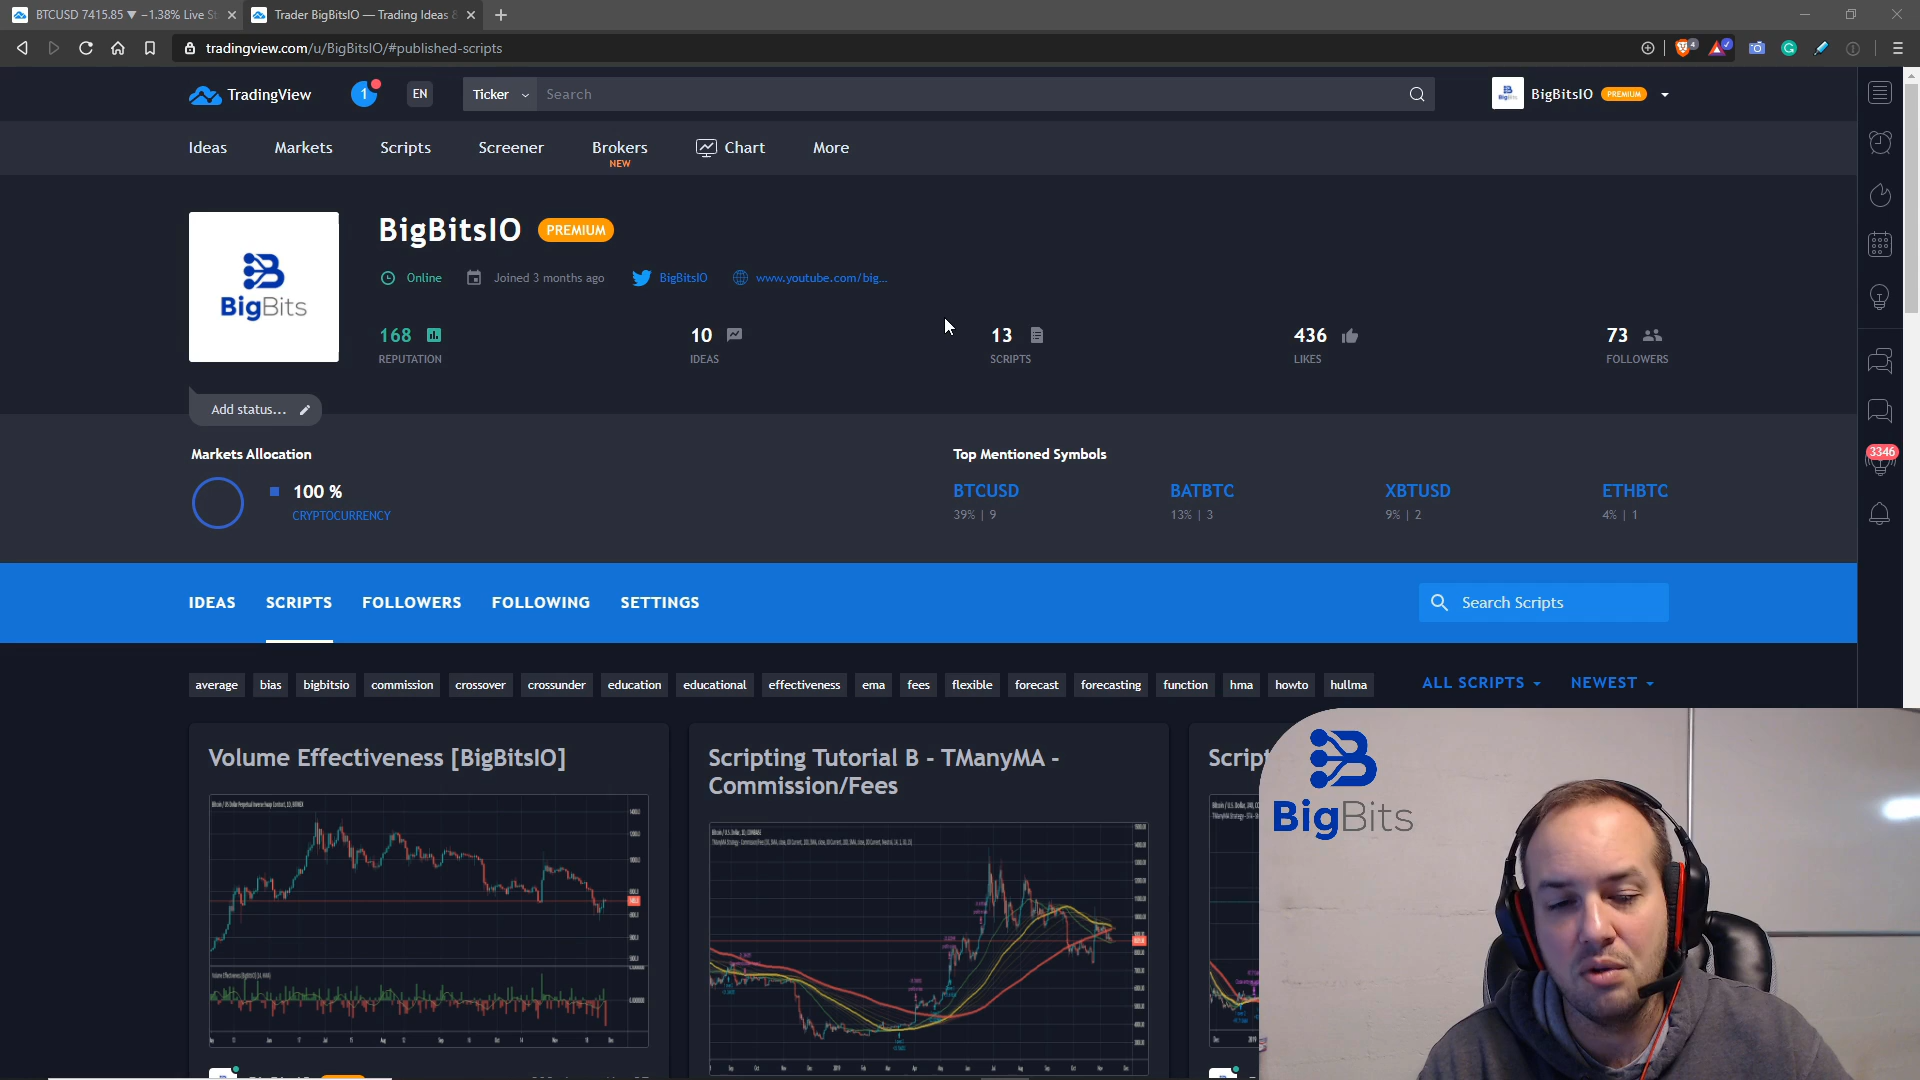 BTCUSD 7415.85 ▼ −1.38% Live St
Trader BigBitsIO — Trading Ideas &
tradingview.com/u/BigBitsIO/#published-scripts
4
TradingView
1
EN
Ticker
Search
BigBits
BigBitsIO
PREMIUM
Ideas
Markets
Scripts
Screener
Brokers
NEW
Chart
More
BigBits
BigBitsIO
PREMIUM
Online
Joined 3 months ago
BigBitsIO
www.youtube.com/big...
168
10
13
436
73
REPUTATION
IDEAS
SCRIPTS
LIKES
FOLLOWERS
Add status...
Markets Allocation
100 %
CRYPTOCURRENCY
Top Mentioned Symbols
BTCUSD
BATBTC
XBTUSD
ETHBTC
39% | 9
13% | 3
9% | 2
4% | 1
3346
IDEAS
SCRIPTS
FOLLOWERS
FOLLOWING
SETTINGS
Search Scripts
average
bias
bigbitsio
commission
crossover
crossunder
education
educational
effectiveness
ema
fees
flexible
forecast
forecasting
function
hma
howto
hullma
ALL SCRIPTS
NEWEST
Volume Effectiveness [BigBitsIO]
Scripting Tutorial B - TManyMA -
Commission/Fees
Script
BigBits